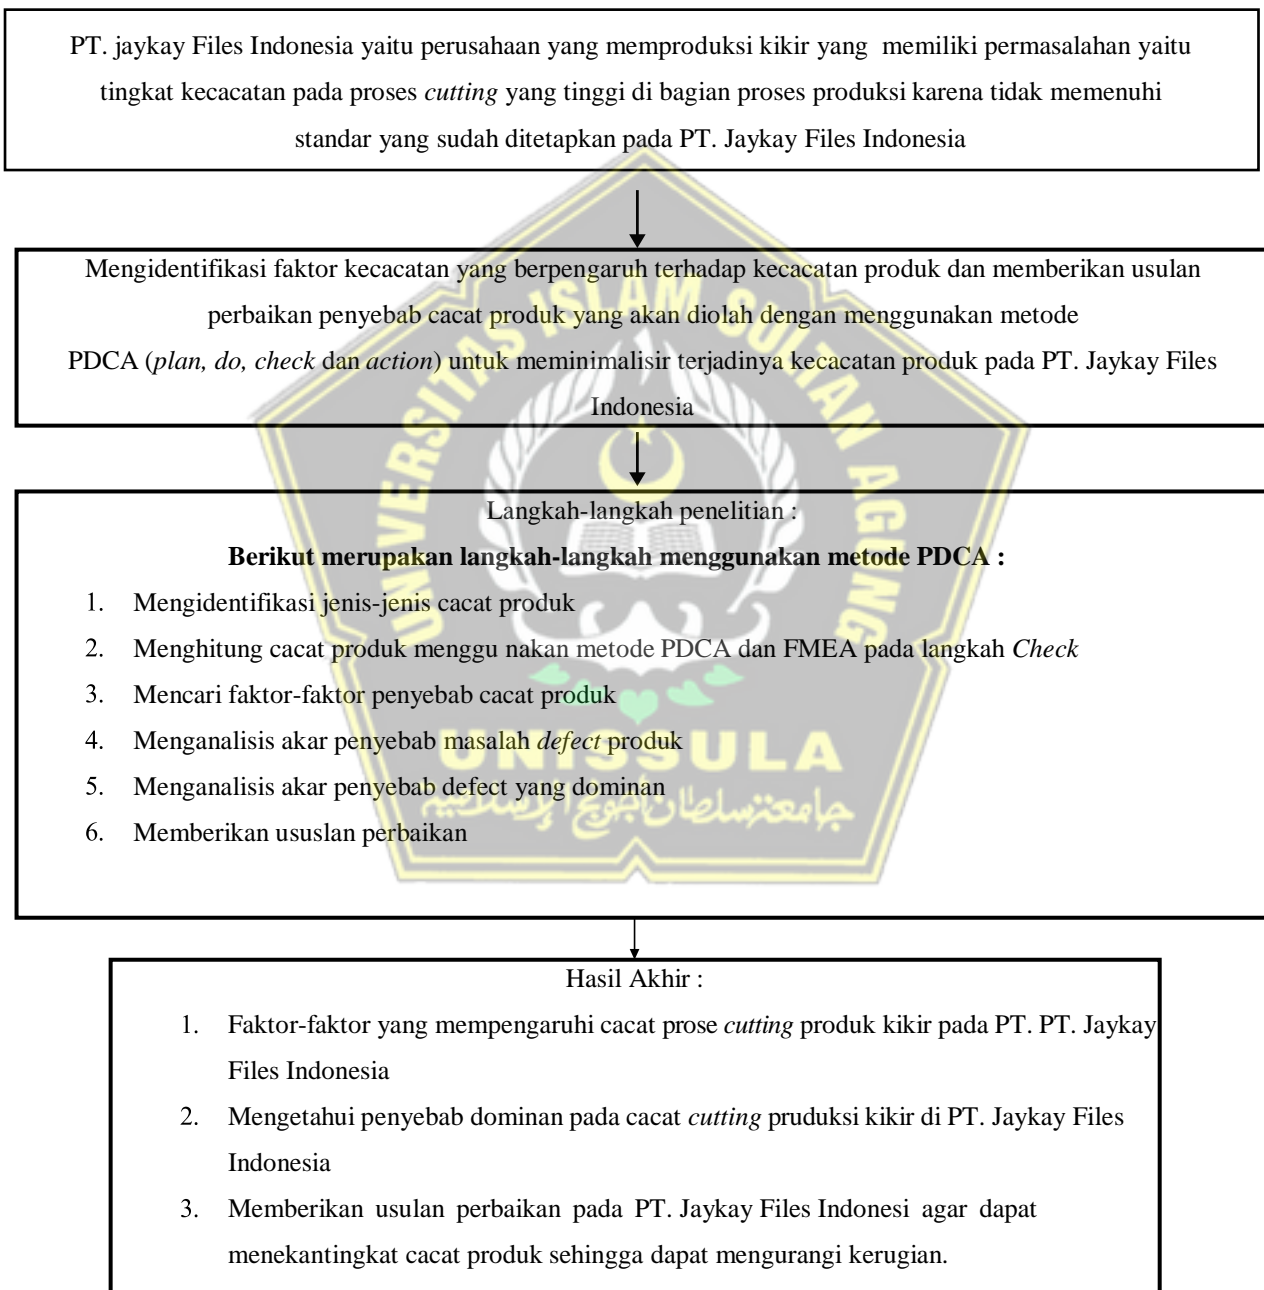 PT. jaykay Files Indonesia yaitu perusahaan yang memproduksi kikir yang memiliki permasalahan yaitu
tingkat kecacatan pada proses cutting yang tinggi di bagian proses produksi karena tidak memenuhi
standar yang sudah ditetapkan pada PT. Jaykay Files Indonesia
Mengidentifikasi faktor kecacatan yang berpengaruh terhadap kecacatan produk dan memberikan usulan
perbaikan penyebab cacat produk yang akan diolah dengan menggunakan metode
PDCA (plan, do, check dan action) untuk meminimalisir terjadinya kecacatan produk pada PT. Jaykay Files
Indonesia
Langkah-langkah penelitian :
Berikut merupakan langkah-langkah menggunakan metode PDCA :
1. Mengidentifikasi jenis-jenis cacat produk
2. Menghitung cacat produk menggu nakan metode PDCA dan FMEA pada langkah Check
3. Mencari faktor-faktor penyebab cacat produk
4. Menganalisis akar penyebab masalah defect produk
5. Menganalisis akar penyebab defect yang dominan
6. Memberikan ususlan perbaikan
Hasil Akhir :
1. Faktor-faktor yang mempengaruhi cacat prose cutting produk kikir pada PT. PT. Jaykay
Files Indonesia
2. Mengetahui penyebab dominan pada cacat cutting pruduksi kikir di PT. Jaykay Files
Indonesia
3. Memberikan usulan perbaikan pada PT. Jaykay Files Indonesi agar dapat
menekantingkat cacat produk sehingga dapat mengurangi kerugian.
UNIVERSITAS ISLAM SULTAN AGUNG
UNISSULA
جامعة سلطان أجونج الإسلامية